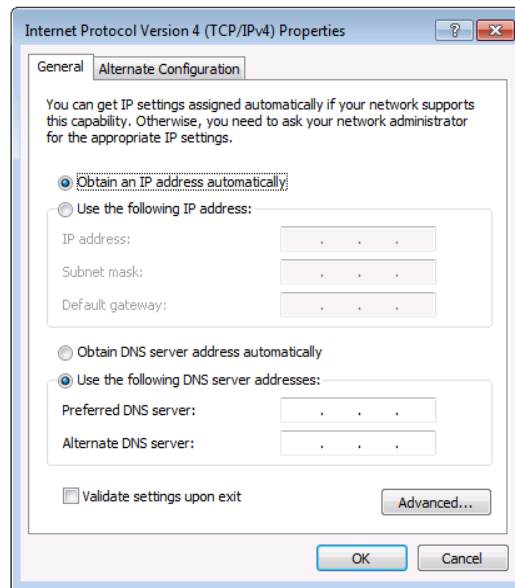 Internet Protocol Version 4 (TCP/IPv4) Properties
General
Alternate Configuration
You can get IP settings assigned automatically if your network supports
this capability. Otherwise, you need to ask your network administrator
for the appropriate IP settings.
Obtain an IP address automatically
Use the following IP address:
IP address:
Subnet mask:
Default gateway:
Obtain DNS server address automatically
Use the following DNS server addresses:
Preferred DNS server:
Alternate DNS server:
Validate settings upon exit
Advanced...
OK
Cancel